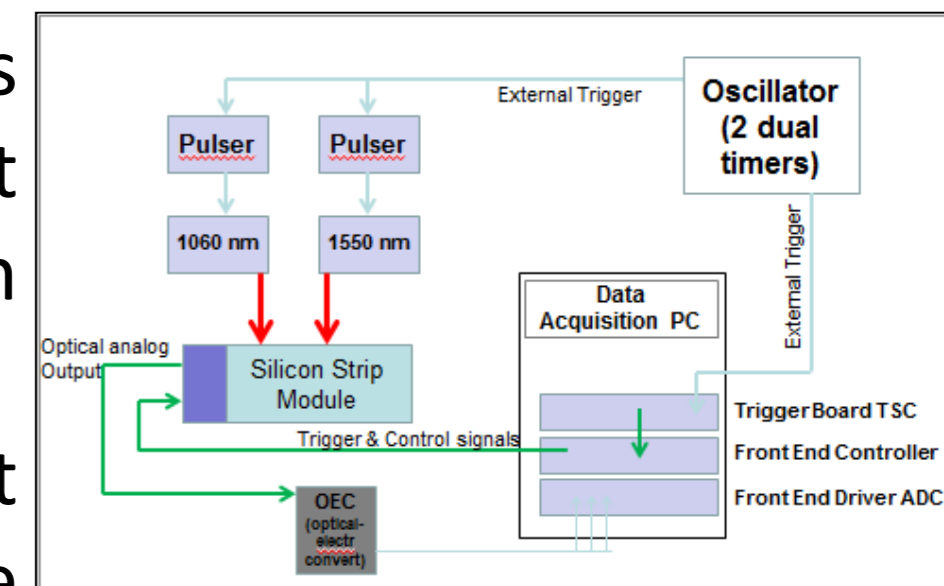 s
t
n
t
e
External Trigger
Oscillator
(2 dual
timers)
Pulser
Pulser
1060 nm
1550 nm
External Trigger
Data
Acquisition PC
Optical analog
Output
Silicon Strip
Module
Trigger & Control signals
Trigger Board TSC
Front End Controller
Front End Driver ADC
OEC
(optical-
electr
convert)